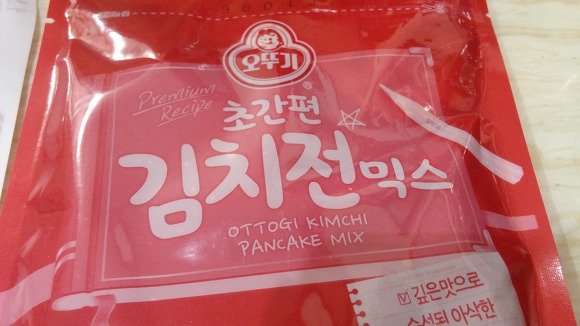 오뚜기
Premium
Recipe
초간편
김치전믹스
OTTOGI KIMCHI
PANCAKE MIX
깊은맛으로